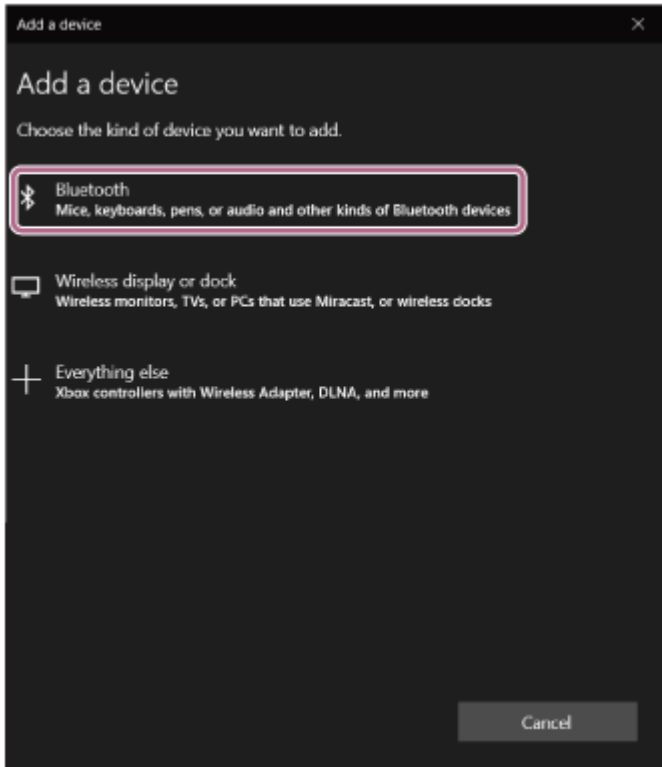 Add a device
Add a device
Choose the kind of device you want to add.
Bluetooth
Mice, keyboards, pens, or audio and other kinds of Bluetooth devices
Wireless display or dock
Wireless monitors, TVs, or PCs that use Miracast, or wireless docks
Everything else
Xbox controllers with Wireless Adapter, DLNA, and more
Cancel